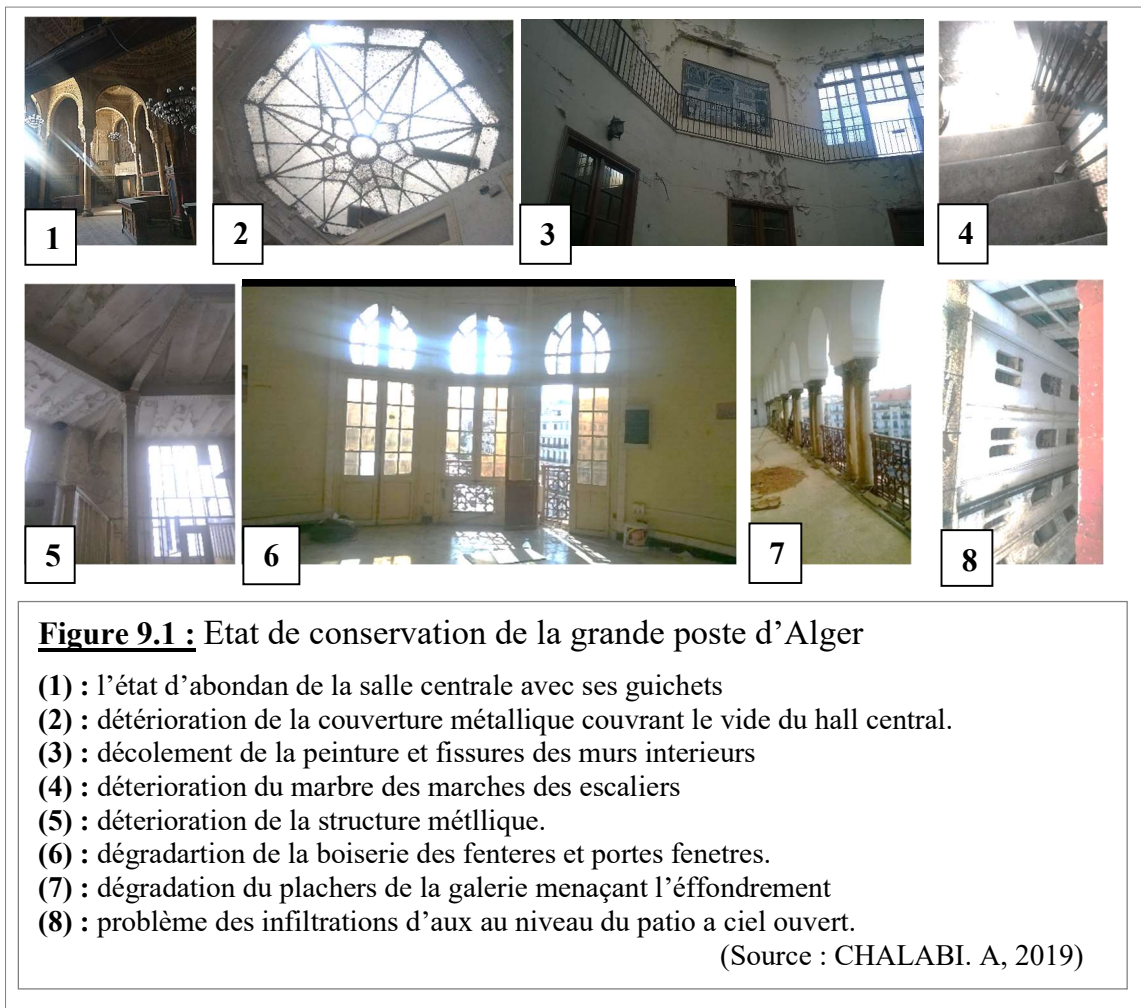 1
2
3
4
5
6
7
8
Figure 9.1 : Etat de conservation de la grande poste d’Alger
(1) : l’état d’abondan de la salle centrale avec ses guichets
(2) : détérioration de la couverture métallique couvrant le vide du hall central.
(3) : décolement de la peinture et fissures des murs interieurs
(4) : déterioration du marbre des marches des escaliers
(5) : déterioration de la structure métllique.
(6) : dégradartion de la boiserie des fenteres et portes fenetres.
(7) : dégradation du plachers de la galerie menaçant l’éffondrement
(8) : problème des infiltrations d’aux au niveau du patio a ciel ouvert.
(Source : CHALABI. A, 2019)